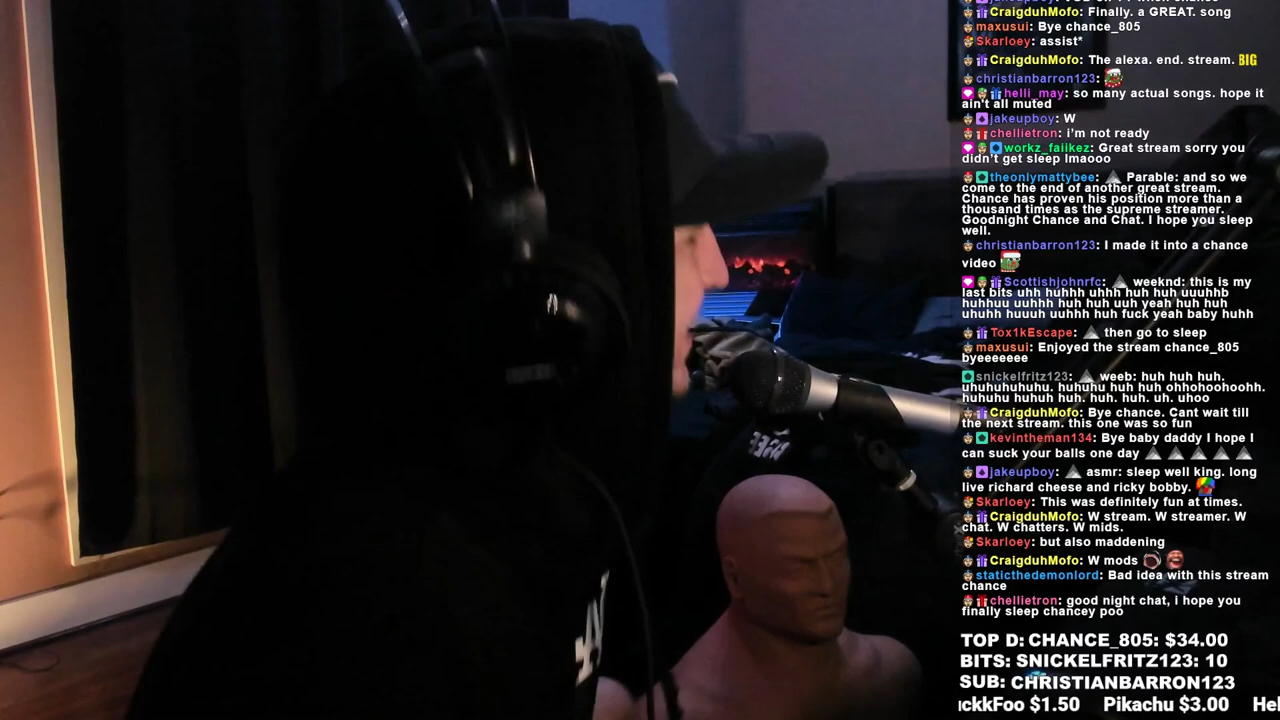 CraigduhMofo: Finally. a GREAT. song
maxusui: Bye chance_805
Skarloey: assist*
CraigduhMofo: The alexa. end. stream. BIG
christianbarron123:
helli_may: so many actual songs. hope it
ain't all muted
jakeupboy: W
chellietron: i'm not ready
workz_faiikez: Great stream sorry you
didn't get sleep lmaooo
theonlymattybee: Parable: and so we
come to the end of another great stream.
Chance has proven his position more than a
thousand times as the supreme streamer.
Goodnight Chance and Chat. I hope you sleep
well.
christianbarron123: I made it into a chance
video
Scottishjohnrfc: weeknd: this is my
last bits uhh huhhh uhhh huh huh uuuhhb
huhhuu uuhhh huh huh uuh yeah huh huh
uhuhh huuuh uuhhh huh fuck yeah baby huhh
Tox1kEscape: then go to sleep
maxusui: Enjoyed the stream chance_805
byeeeeee
snickelfritz123: weeb: huh huh huh.
uhuhuhuhuhu. huhuhu huh huh ohhohoohoohh.
huhuhu huhuh huh. huh. huh. uh. uhoo
CraigduhMofo: Bye chance. Cant wait till
the next stream. this one was so fun
kevintheman134: Bye baby daddy I hope I
can suck your balls one day
jakeupboy: asmr: sleep well king. long
live richard cheese and ricky bobby.
Skarloey: This was definitely fun at times.
CraigduhMofo: W stream. W streamer. W
chat. W chatters. W mids.
Skarloey: but also maddening
CraigduhMofo: W mods
staticthedemonlord: Bad idea with this stream
chance
chellietron: good night chat, i hope you
finally sleep chancey poo
TOP D: CHANCE_805: $34.00
BITS: SNICKELFRITZ123: 10
SUB: CHRISTIANBARRON123
ckkFoo $1.50 Pikachu $3.00 Hel